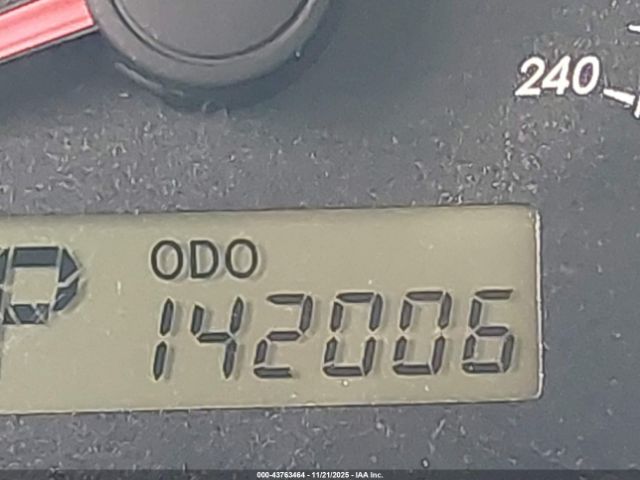 240
ODO
P 142006
000-43763464 - 11/21/2025 - IAA Inc.